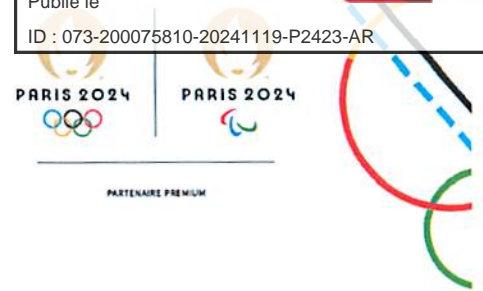 Publié le
ID : 073-200075810-20241119-P2423-AR
PARIS 2024
PARIS 2024
PARTENAIRE PREMIUM